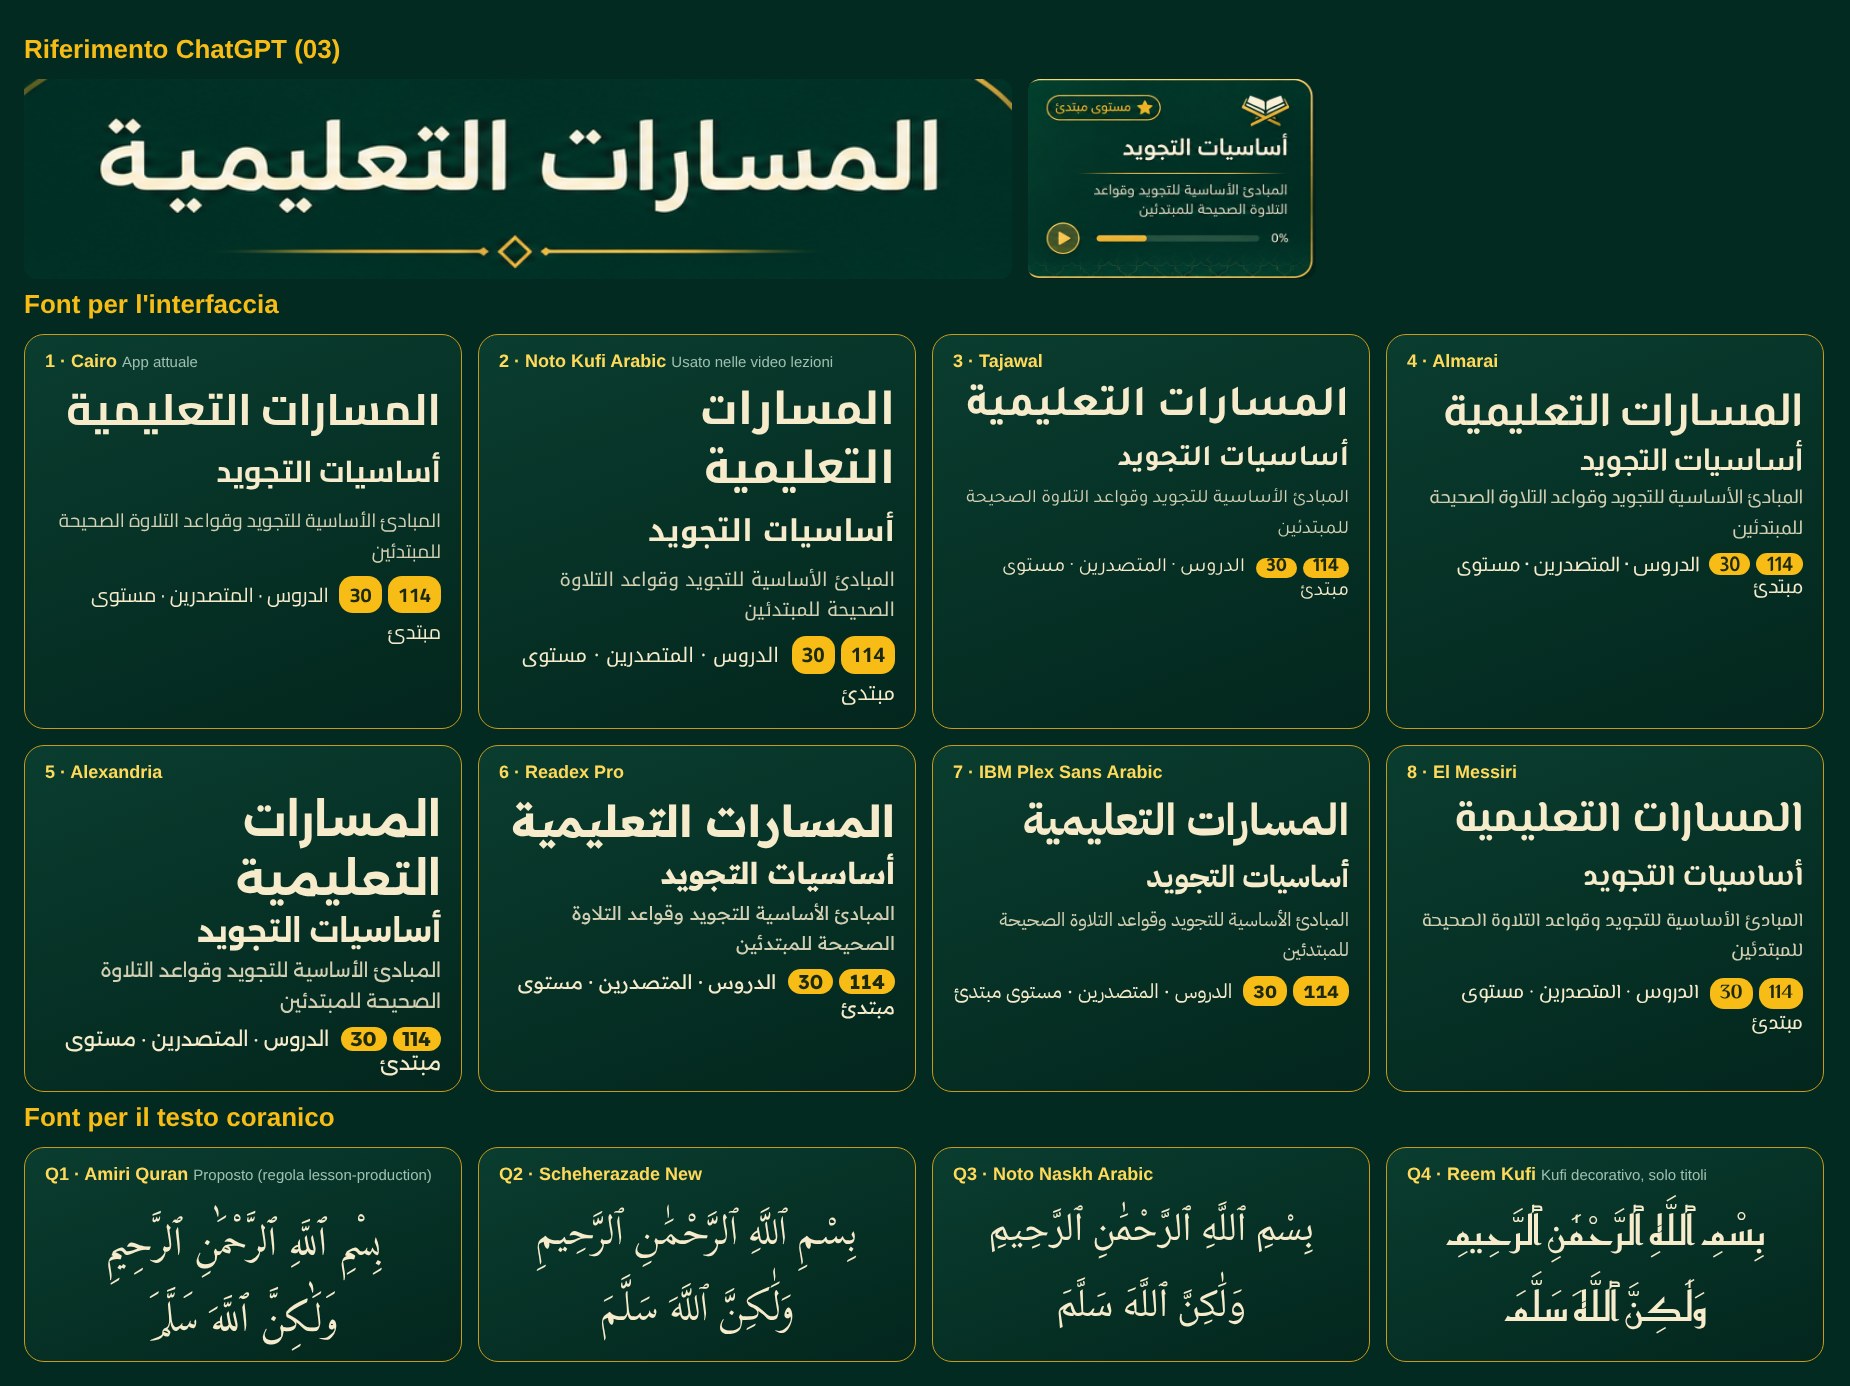 Riferimento ChatGPT (03)
المسارات التعليمية
مستوى مبتدئ
أساسيات التجويد
المبادئ الأساسية للتجويد وقواعد
التلاوة الصحيحة للمبتدئين
0%
Font per l'interfaccia
1 · Cairo App attuale
المسارات التعليمية
أساسيات التجويد
المبادئ الأساسية للتجويد وقواعد التلاوة الصحيحة
للمبتدئين
114 30 الدروس · المتصدرين · مستوى
مبتدئ
2 · Noto Kufi Arabic Usato nelle video lezioni
المسارات
التعليمية
أساسيات التجويد
المبادئ الأساسية للتجويد وقواعد التلاوة
الصحيحة للمبتدئين
114 30 الدروس · المتصدرين · مستوى
مبتدئ
3 · Tajawal
المسارات التعليمية
أساسيات التجويد
المبادئ الأساسية للتجويد وقواعد التلاوة الصحيحة
للمبتدئين
114 30 الدروس · المتصدرين · مستوى
مبتدئ
4 · Almarai
المسارات التعليمية
أساسيات التجويد
المبادئ الأساسية للتجويد وقواعد التلاوة الصحيحة
للمبتدئين
114 30 الدروس · المتصدرين · مستوى
مبتدئ
5 · Alexandria
المسارات
التعليمية
أساسيات التجويد
المبادئ الأساسية للتجويد وقواعد التلاوة
الصحيحة للمبتدئين
114 30 الدروس · المتصدرين · مستوى
مبتدئ
6 · Readex Pro
المسارات التعليمية
أساسيات التجويد
المبادئ الأساسية للتجويد وقواعد التلاوة
الصحيحة للمبتدئين
114 30 الدروس · المتصدرين · مستوى
مبتدئ
7 · IBM Plex Sans Arabic
المسارات التعليمية
أساسيات التجويد
المبادئ الأساسية للتجويد وقواعد التلاوة الصحيحة
للمبتدئين
114 30 الدروس · المتصدرين · مستوى مبتدئ
8 · El Messiri
المسارات التعليمية
أساسيات التجويد
المبادئ الأساسية للتجويد وقواعد التلاوة الصحيحة
للمبتدئين
114 30 الدروس · المتصدرين · مستوى
مبتدئ
Font per il testo coranico
Q1 · Amiri Quran Proposto (regola lesson-production)
بِسْمِ ٱللَّهِ ٱلرَّحْمَٰنِ ٱلرَّحِيمِ
وَلَٰكِنَّ ٱللَّهَ سَلَّمَ
Q2 · Scheherazade New
بِسْمِ ٱللَّهِ ٱلرَّحْمَٰنِ ٱلرَّحِيمِ
وَلَٰكِنَّ ٱللَّهَ سَلَّمَ
Q3 · Noto Naskh Arabic
بِسْمِ ٱللَّهِ ٱلرَّحْمَٰنِ ٱلرَّحِيمِ
وَلَٰكِنَّ ٱللَّهَ سَلَّمَ
Q4 · Reem Kufi Kufi decorativo, solo titoli
بِسْمِ ٱللَّهِ ٱلرَّحْمَٰنِ ٱلرَّحِيمِ
وَلَٰكِنَّ ٱللَّهَ سَلَّمَ